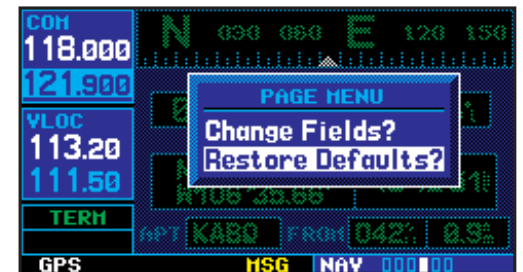 COM
118.000
121.900
VLOC
113.20
111.50
TERM
N 030 060 E 120 150
PAGE MENU
Change Fields?
Restore Defaults?
APT KABQ FROM 042° 0.9
GPS MSG NAV